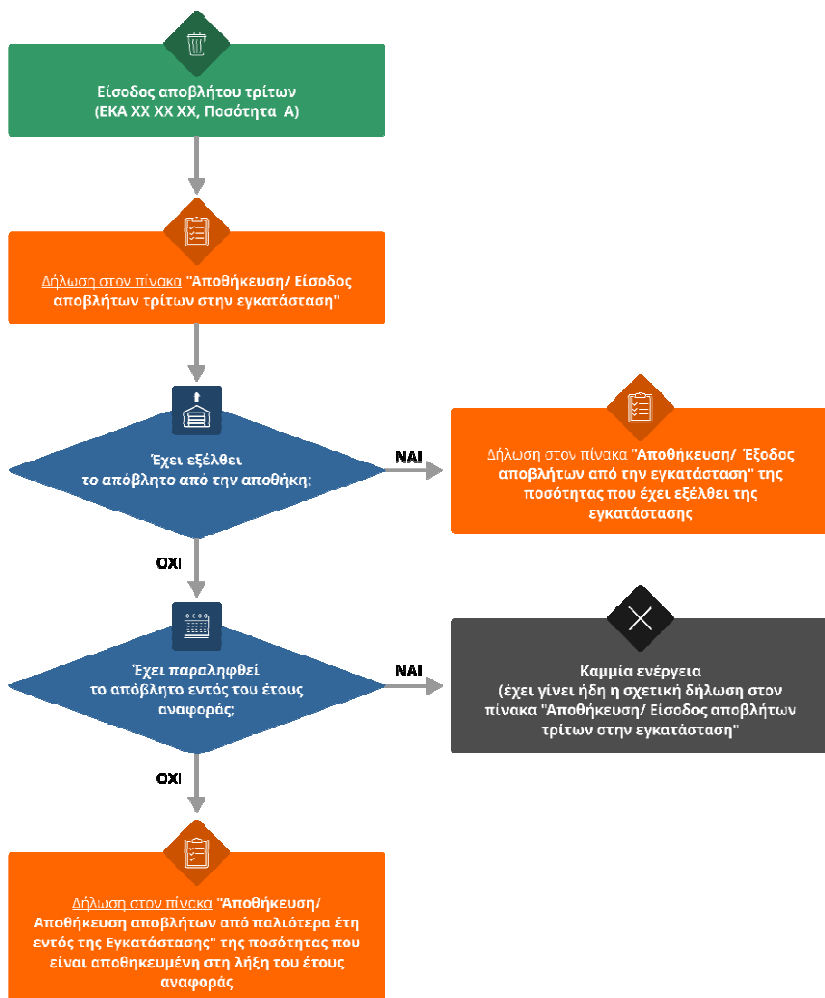 Είσοδος αποβλήτου τρίτων
(ΕΚΑ ΧΧ ΧΧ ΧΧ, Ποσότητα Α)
Δήλωση στον πίνακα "Αποθήκευση/ Είσοδος
αποβλήτων τρίτων στην εγκατάσταση"
Έχει εξέλθει
το απόβλητο από την αποθήκη;
ΝΑΙ
Δήλωση στον πίνακα "Αποθήκευση/ Έξοδος
αποβλήτων από την εγκατάσταση" της
ποσότητας που έχει εξέλθει της
εγκατάστασης
ΟΧΙ
Έχει παραληφθεί
το απόβλητο εντός του έτους
αναφοράς;
ΝΑΙ
Καμμία ενέργεια
(έχει γίνει ήδη η σχετική δήλωση στον
πίνακα "Αποθήκευση/ Είσοδος αποβλήτων
τρίτων στην εγκατάσταση"
ΟΧΙ
Δήλωση στον πίνακα "Αποθήκευση/
Αποθήκευση αποβλήτων από παλιότερα έτη
εντός της Εγκατάστασης" της ποσότητας που
είναι αποθηκευμένη στη λήξη του έτους
αναφοράς